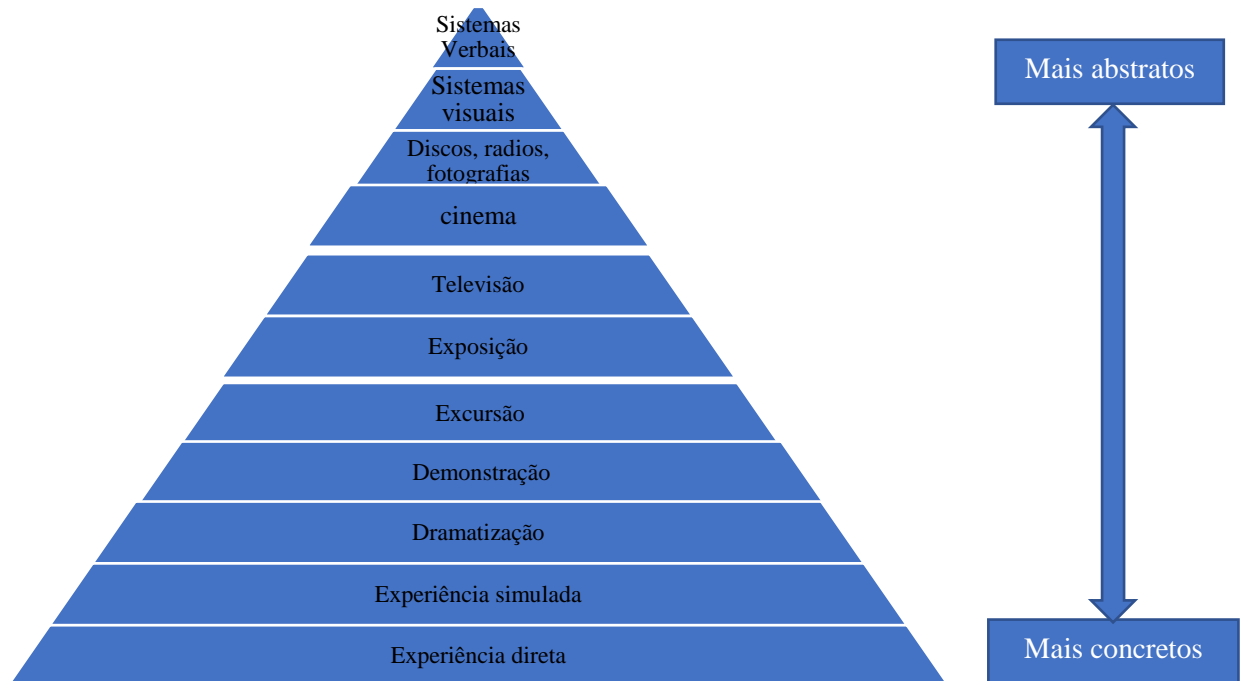 Sistemas
Verbais
Sistemas
visuais
Discos, radios,
fotografias
cinema
Televisão
Exposição
Excursão
Demonstração
Dramatização
Experiência simulada
Experiência direta
Mais abstratos
Mais concretos